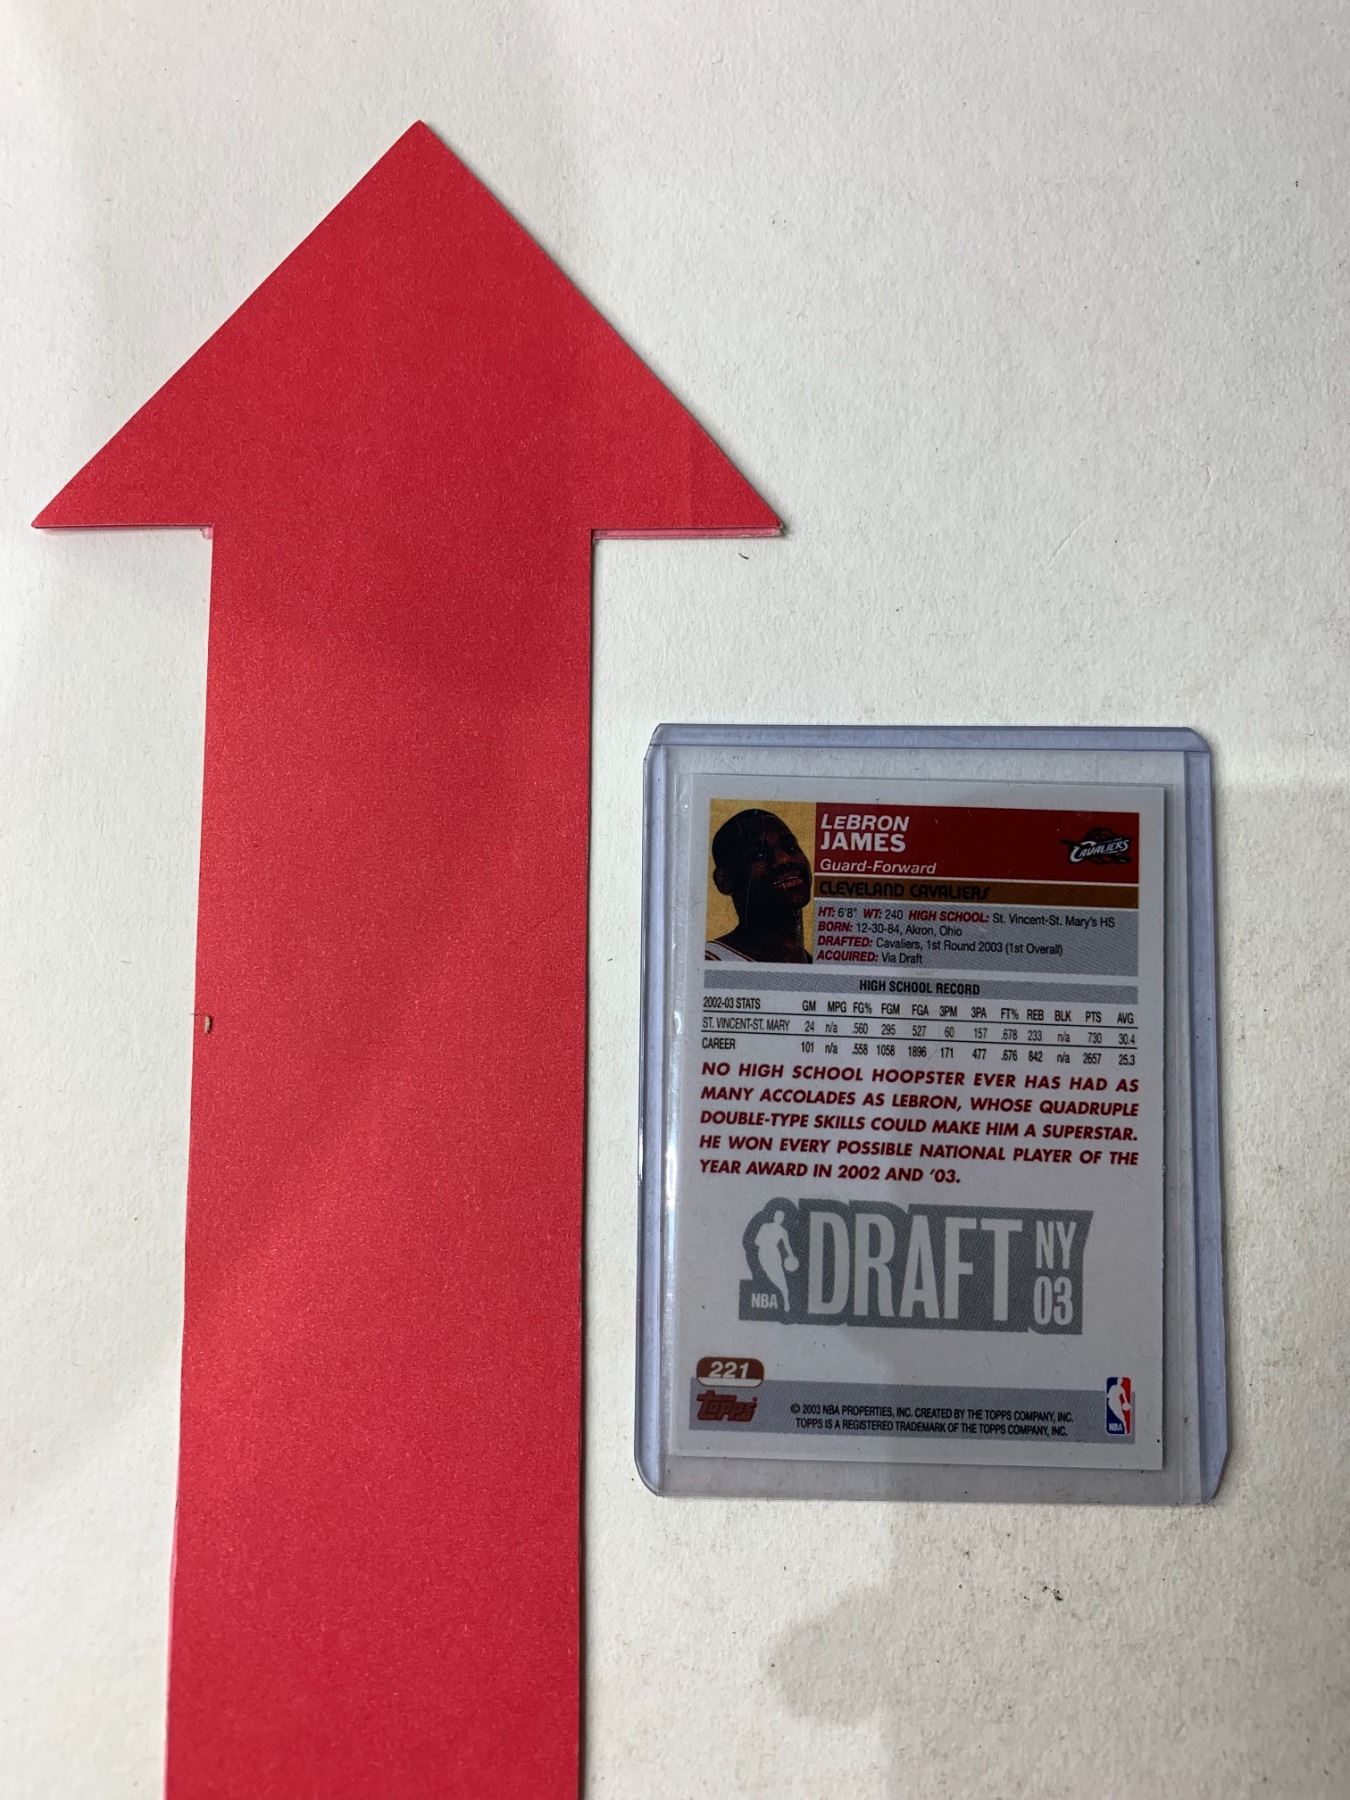 LEBRON
JAMES
Guard-Forward
CAVALIERS
CLEVELAND CAVALIERS
HT: 6'8" WT: 240 HIGH SCHOOL: St. Vincent-St. Mary's HS
BORN: 12-30-84, Akron, Ohio
DRAFTED: Cavaliers, 1st Round 2003 (1st Overall)
ACQUIRED: Via Draft
HIGH SCHOOL RECORD
2002-03 STATS GM MPG FG% FGM FGA 3PM 3PA FT% REB BLK PTS AVG
ST. VINCENT-ST. MARY 24 n/a .560 295 527 60 157 .678 233 n/a 730 30.4
CAREER 101 n/a .558 1058 1896 171 477 .676 842 n/a 2657 25.3
NO HIGH SCHOOL HOOPSTER EVER HAS HAD AS
MANY ACCOLADES AS LEBRON, WHOSE QUADRUPLE
DOUBLE-TYPE SKILLS COULD MAKE HIM A SUPERSTAR.
HE WON EVERY POSSIBLE NATIONAL PLAYER OF THE
YEAR AWARD IN 2002 AND '03.
NBA DRAFT NY
03
221
TOPPS
© 2003 NBA PROPERTIES, INC. CREATED BY THE TOPPS COMPANY, INC.
TOPPS IS A REGISTERED TRADEMARK OF THE TOPPS COMPANY, INC.
NBA